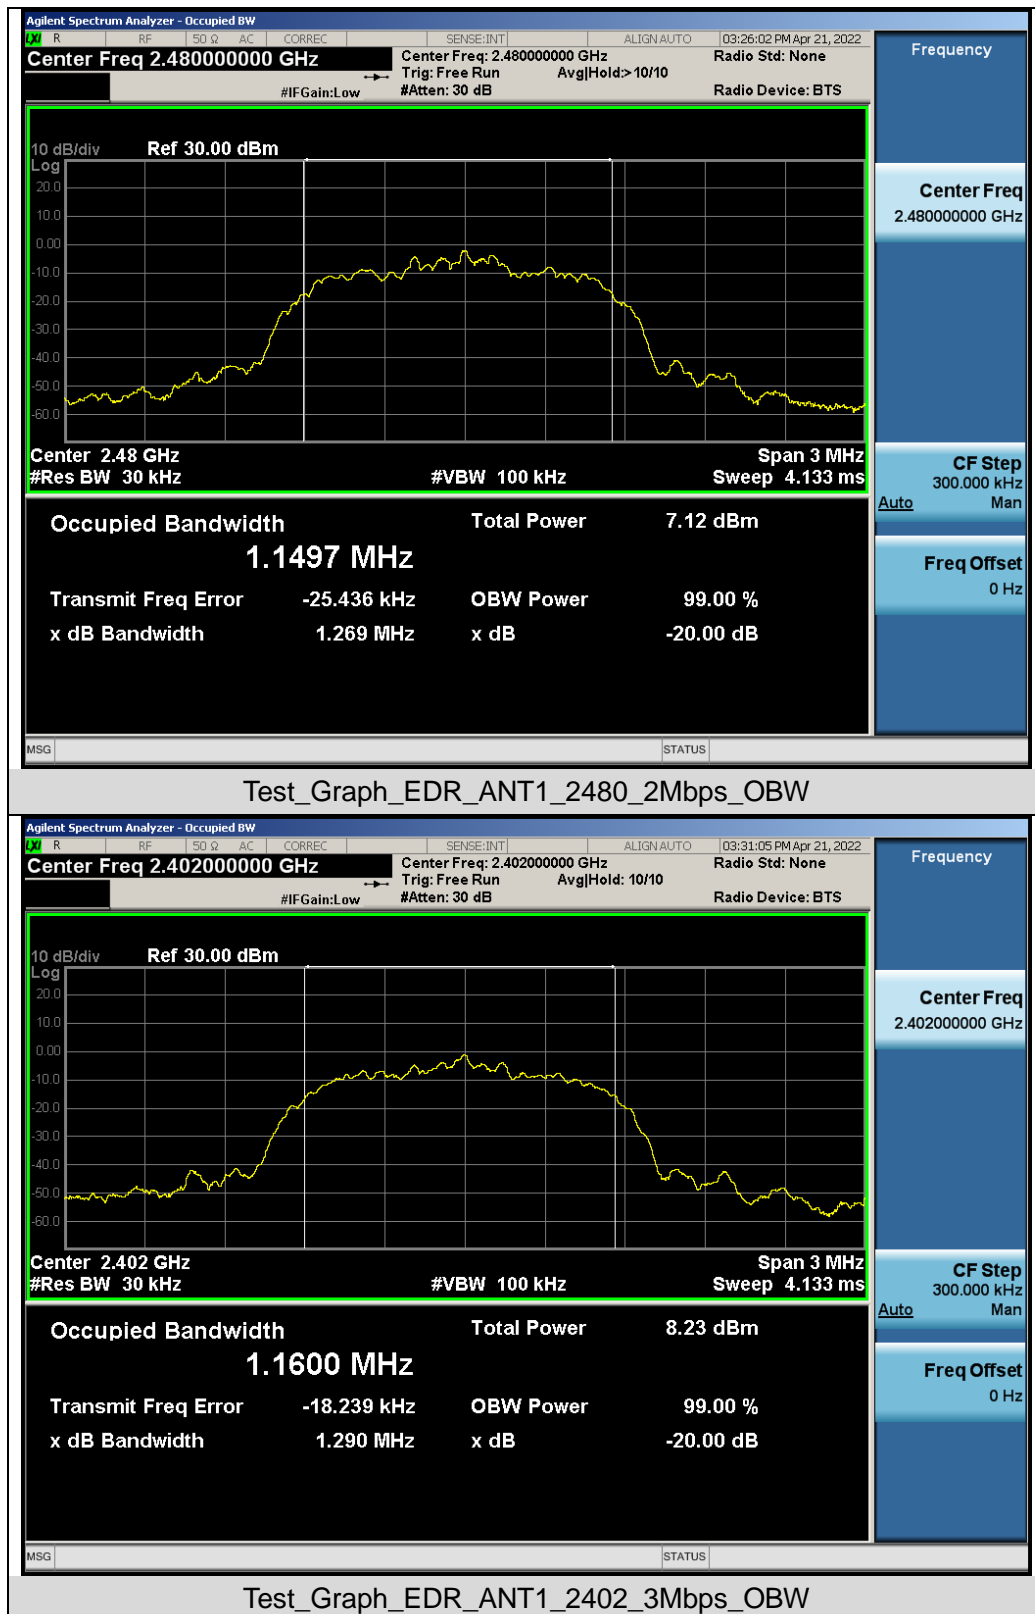 Agilent Spectrum Analyzer - Occupied BW
LXI R RF 50 Ω AC CORREC SENSE:INT ALIGN AUTO 03:26:02 PM Apr 21, 2022
Center Freq 2.480000000 GHz Center Freq: 2.480000000 GHz Radio Std: None Frequency
Trig: Free Run Avg|Hold:> 10/10
#IFGain:Low #Atten: 30 dB Radio Device: BTS
10 dB/div Ref 30.00 dBm
Log
20.0
10.0
0.00
-10.0
-20.0
-30.0
-40.0
-50.0
-60.0
Center 2.48 GHz Span 3 MHz
#Res BW 30 kHz #VBW 100 kHz Sweep 4.133 ms
Center Freq
2.480000000 GHz
CF Step
300.000 kHz
Auto Man
Freq Offset
0 Hz
Occupied Bandwidth Total Power 7.12 dBm
1.1497 MHz
Transmit Freq Error -25.436 kHz OBW Power 99.00 %
x dB Bandwidth 1.269 MHz x dB -20.00 dB
MSG STATUS
Test_Graph_EDR_ANT1_2480_2Mbps_OBW
Agilent Spectrum Analyzer - Occupied BW
LXI R RF 50 Ω AC CORREC SENSE:INT ALIGN AUTO 03:31:05 PM Apr 21, 2022
Center Freq 2.402000000 GHz Center Freq: 2.402000000 GHz Radio Std: None Frequency
Trig: Free Run Avg|Hold: 10/10
#IFGain:Low #Atten: 30 dB Radio Device: BTS
10 dB/div Ref 30.00 dBm
Log
20.0
10.0
0.00
-10.0
-20.0
-30.0
-40.0
-50.0
-60.0
Center 2.402 GHz Span 3 MHz
#Res BW 30 kHz #VBW 100 kHz Sweep 4.133 ms
Center Freq
2.402000000 GHz
CF Step
300.000 kHz
Auto Man
Freq Offset
0 Hz
Occupied Bandwidth Total Power 8.23 dBm
1.1600 MHz
Transmit Freq Error -18.239 kHz OBW Power 99.00 %
x dB Bandwidth 1.290 MHz x dB -20.00 dB
MSG STATUS
Test_Graph_EDR_ANT1_2402_3Mbps_OBW